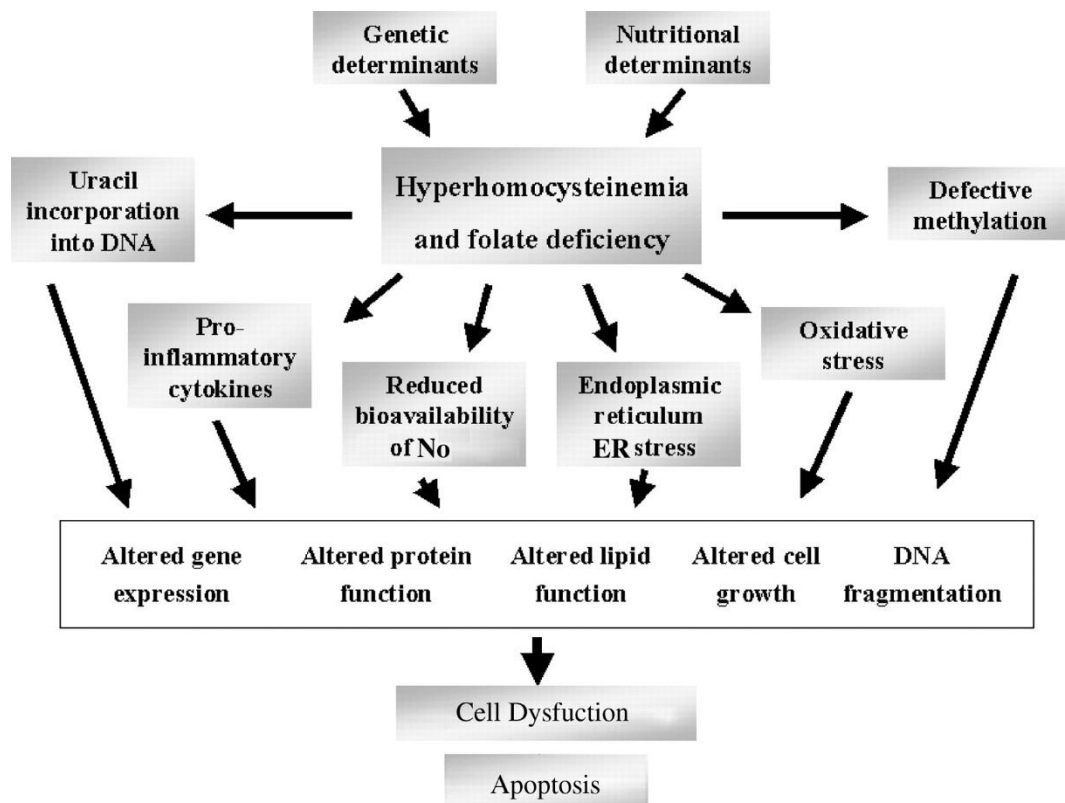 Genetic
determinants
Nutritional
determinants
Uracil
incorporation
into DNA
Hyperhomocysteinemia
and folate deficiency
Defective
methylation
Pro-
inflammatory
cytokines
Reduced
bioavailability
of No
Endoplasmic
reticulum
ER stress
Oxidative
stress
Altered gene
expression
Altered protein
function
Altered lipid
function
Altered cell
growth
DNA
fragmentation
Cell Dysfuction
Apoptosis